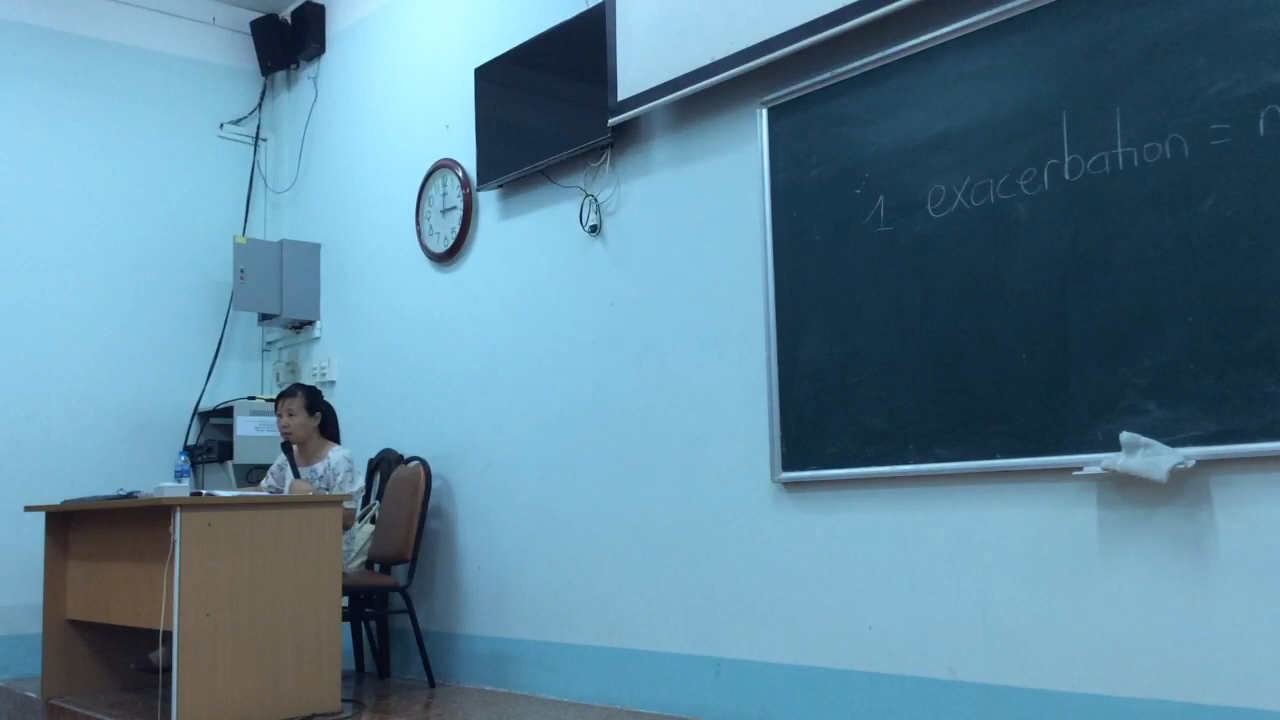 1 exacerbation =